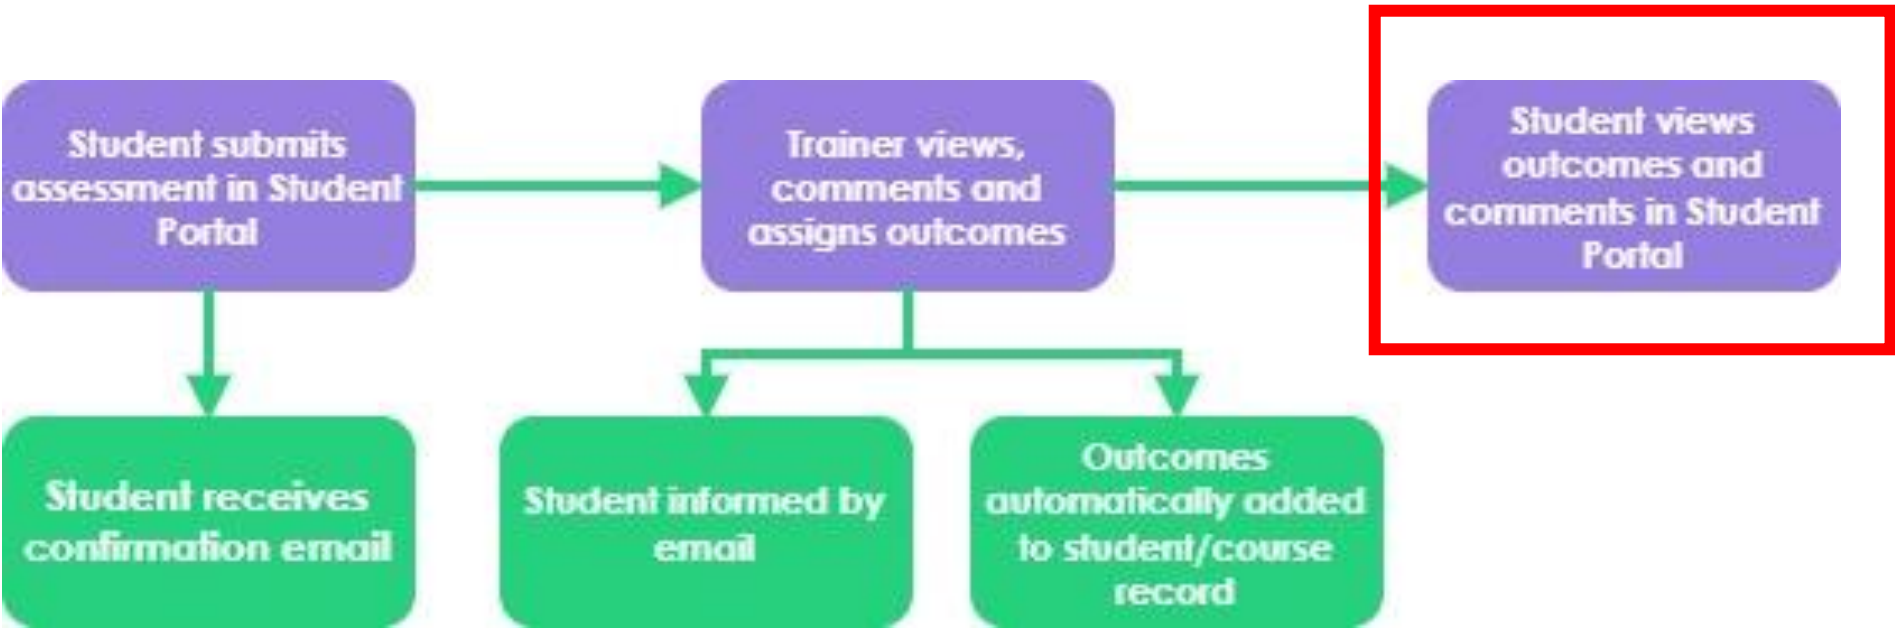 Student submits
assessment in Student
Portal
Trainer views,
comments and
assigns outcomes
Student views
outcomes and
comments in Student
Portal
Student receives
confirmation email
Student informed by
email
Outcomes
automatically added
to student/course
record